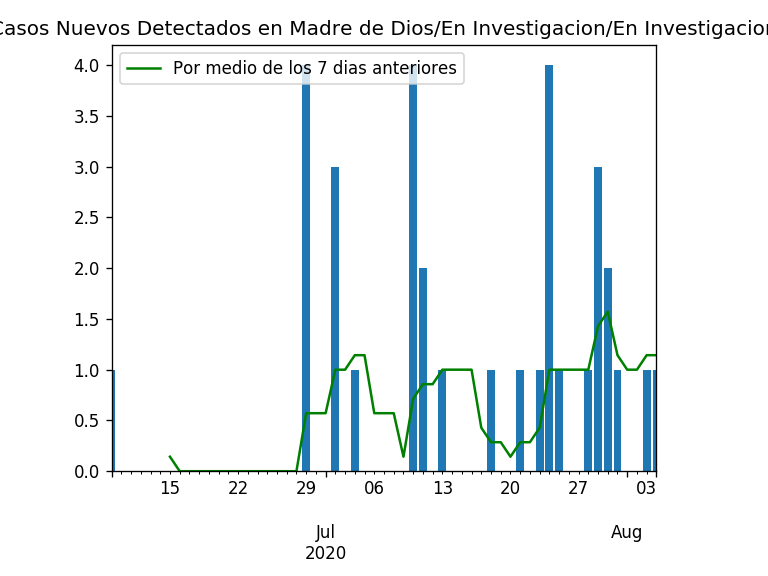 Casos Nuevos Detectados en Madre de Dios/En Investigacion/En Investigacion
Por medio de los 7 dias anteriores
4.0
3.5
3.0
2.5
2.0
1.5
1.0
0.5
0.0
15 22 29 06 13 20 27 03
Jul Aug
2020